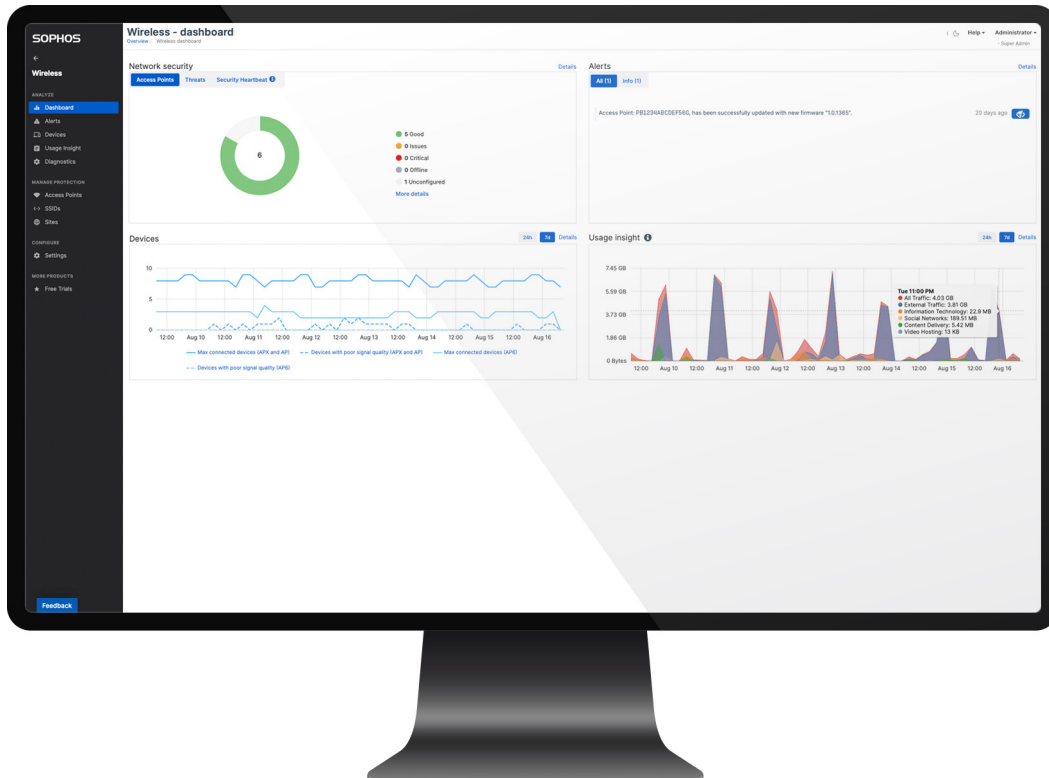 SOPHOS
Wireless
ANALYZE
Dashboard
Alerts
Devices
Usage Insight
Diagnostics
MANAGE PROTECTION
Access Points
SSIDs
Sites
CONFIGURE
Settings
MORE PRODUCTS
Free Trials
Feedback
Wireless - dashboard
Overview / Wireless dashboard
Help
Administrator
- Super Admin
Network security
Details
Access Points Threats Security Heartbeat
6
5 Good
0 Issues
0 Critical
0 Offline
1 Unconfigured
More details
Alerts
Details
All (1) Info (1)
Access Point: PB1234ABCDEF56G, has been successfully updated with new firmware "1.0.1365". 20 days ago
Devices
24h 7d Details
10
5
0
12:00 Aug 10 12:00 Aug 11 12:00 Aug 12 12:00 Aug 13 12:00 Aug 14 12:00 Aug 15 12:00 Aug 16
Max connected devices (APX and AP) Devices with poor signal quality (APX and AP) Max connected devices (AP6)
Devices with poor signal quality (AP6)
Usage insight
24h 7d Details
7.45 GB
5.59 GB
3.73 GB
1.86 GB
0 Bytes
12:00 Aug 10 12:00 Aug 11 12:00 Aug 12 12:00 Aug 13 12:00 Aug 14 12:00 Aug 15 12:00 Aug 16
Tue 11:00 PM
All Traffic: 4.03 GB
External Traffic: 3.81 GB
Information Technology: 22.9 MB
Social Networks: 189.51 MB
Content Delivery: 5.42 MB
Video Hosting: 13 KB